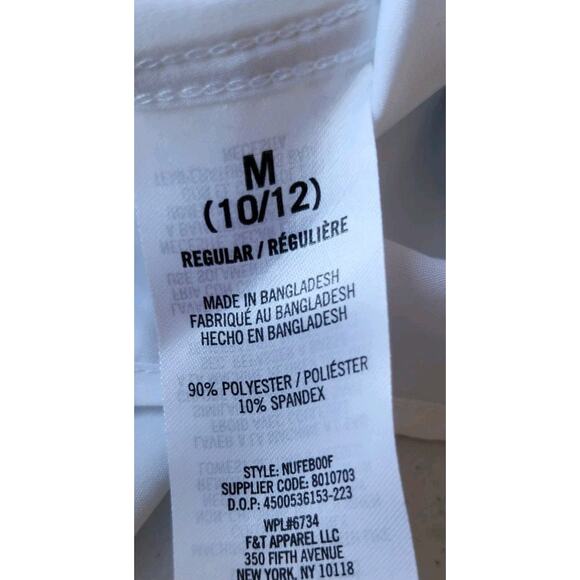 M
(10/12)
REGULAR / RÉGULIÈRE
MADE IN BANGLADESH
FABRIQUÉ AU BANGLADESH
HECHO EN BANGLADESH
90% POLYESTER / POLIÉSTER
10% SPANDEX
STYLE: NUFEB00F
SUPPLIER CODE: 8010703
D.O.P: 4500536153-223
WPL#6734
F&T APPAREL LLC
350 FIFTH AVENUE
NEW YORK, NY 10118